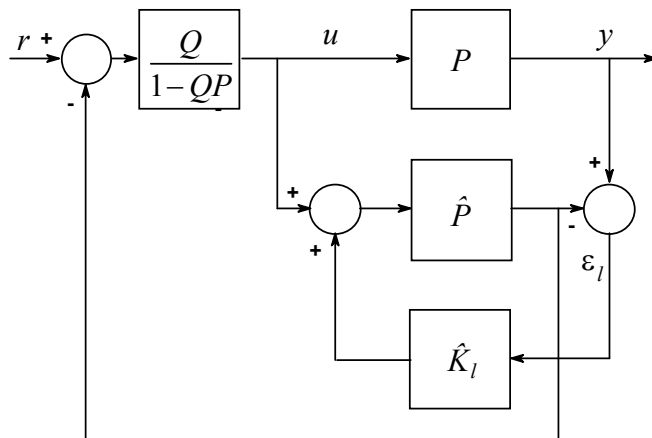 r + Q u P y
- 1 − QP -
+ + P̂ + -
+ ε_l
K̂_l